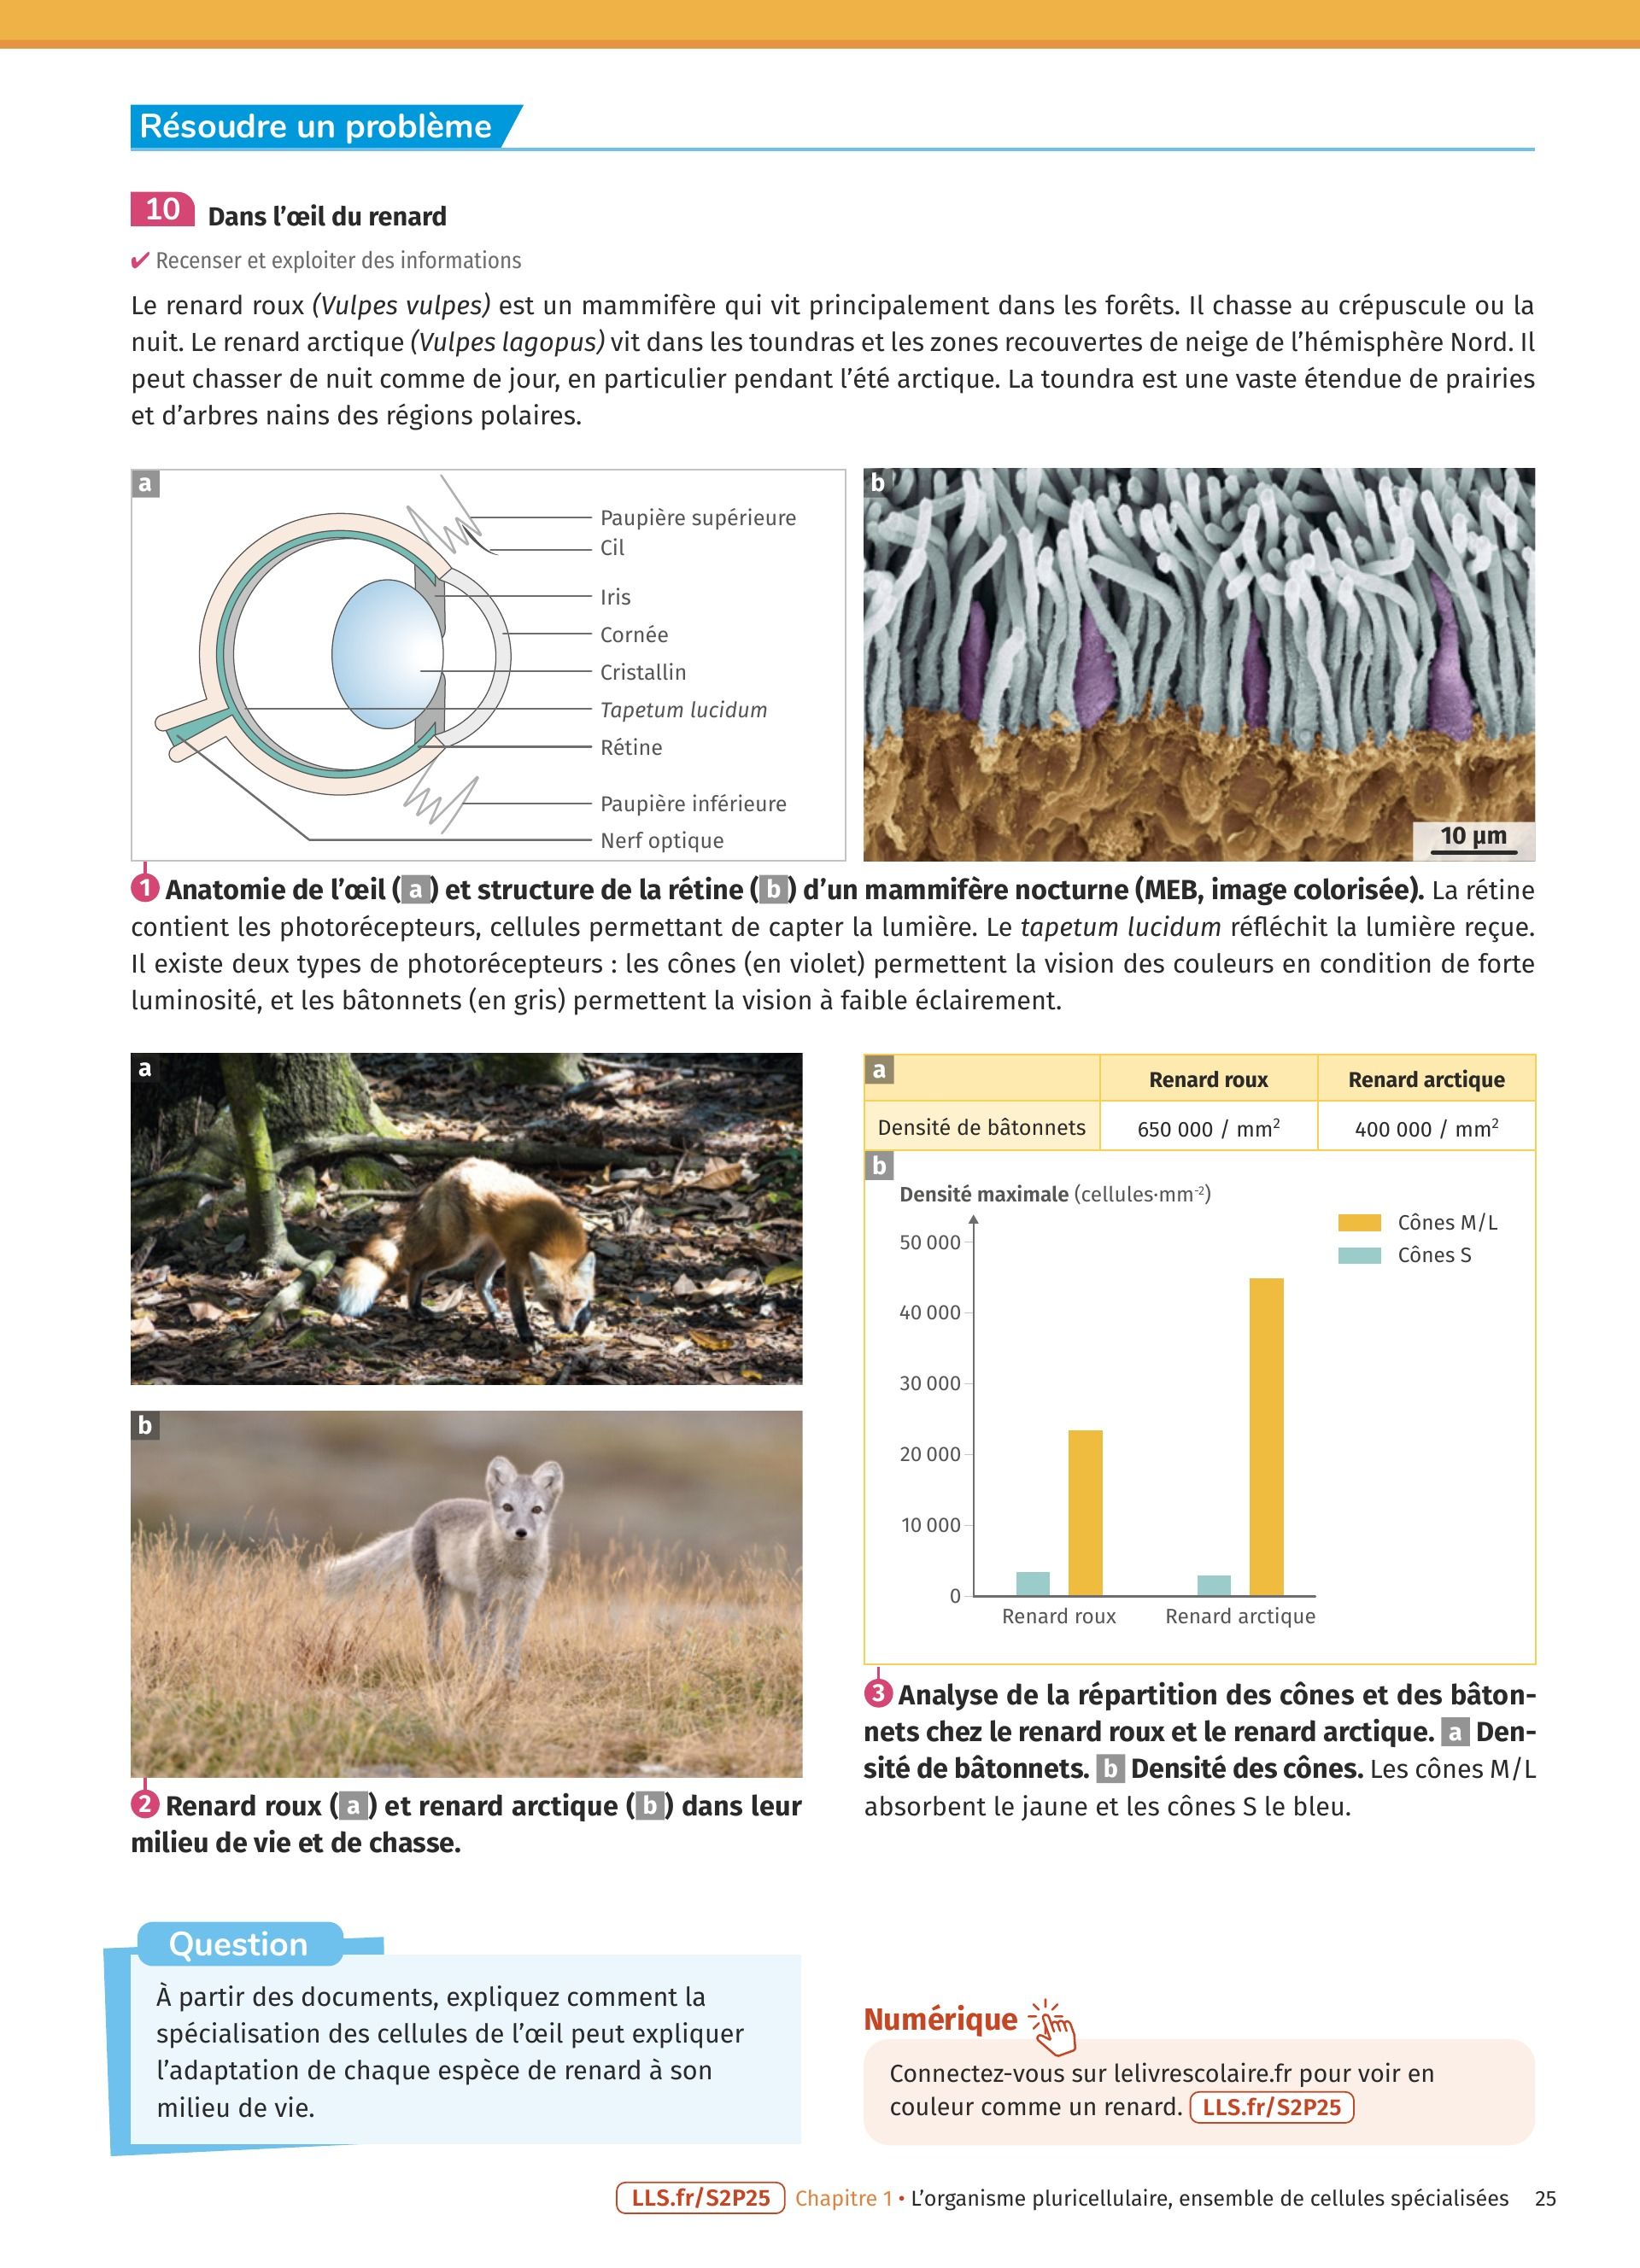 Résoudre un problème
10 Dans l’œil du renard
✔ Recenser et exploiter des informations
Le renard roux (Vulpes vulpes) est un mammifère qui vit principalement dans les forêts. Il chasse au crépuscule ou la
nuit. Le renard arctique (Vulpes lagopus) vit dans les toundras et les zones recouvertes de neige de l’hémisphère Nord. Il
peut chasser de nuit comme de jour, en particulier pendant l’été arctique. La toundra est une vaste étendue de prairies
et d’arbres nains des régions polaires.
a
Paupière supérieure
Cil
Iris
Cornée
Cristallin
Tapetum lucidum
Rétine
Paupière inférieure
Nerf optique
b
10 µm
1 Anatomie de l’œil (a) et structure de la rétine (b) d’un mammifère nocturne (MEB, image colorisée). La rétine
contient les photorécepteurs, cellules permettant de capter la lumière. Le tapetum lucidum réfléchit la lumière reçue.
Il existe deux types de photorécepteurs : les cônes (en violet) permettent la vision des couleurs en condition de forte
luminosité, et les bâtonnets (en gris) permettent la vision à faible éclairement.
a
b
2 Renard roux (a) et renard arctique (b) dans leur
milieu de vie et de chasse.
a
Renard roux Renard arctique
Densité de bâtonnets 650 000 / mm² 400 000 / mm²
b
Densité maximale (cellules·mm⁻²)
Cônes M/L
Cônes S
50 000
40 000
30 000
20 000
10 000
0
Renard roux Renard arctique
3 Analyse de la répartition des cônes et des bâton-
nets chez le renard roux et le renard arctique. a Den-
sité de bâtonnets. b Densité des cônes. Les cônes M/L
absorbent le jaune et les cônes S le bleu.
Question
À partir des documents, expliquez comment la
spécialisation des cellules de l’œil peut expliquer
l’adaptation de chaque espèce de renard à son
milieu de vie.
Numérique
Connectez-vous sur lelivrescolaire.fr pour voir en
couleur comme un renard. LLS.fr/S2P25
LLS.fr/S2P25 Chapitre 1 • L’organisme pluricellulaire, ensemble de cellules spécialisées 25